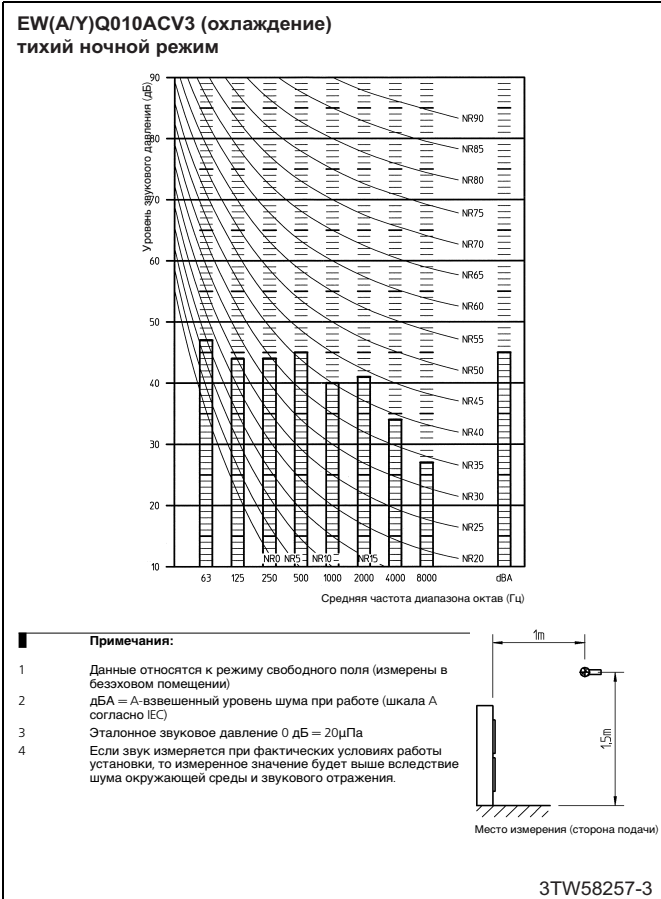 EW(A/Y)Q010ACV3 (охлаждение)
тихий ночной режим
Уровень звукового давления (дБ)
90
80
70
60
50
40
30
20
10
NR90
NR85
NR80
NR75
NR70
NR65
NR60
NR55
NR50
NR45
NR40
NR35
NR30
NR25
NR20
NR0 NR5 NR10 NR15
63 125 250 500 1000 2000 4000 8000 dBA
Средняя частота диапазона октав (Гц)
Примечания:
1 Данные относятся к режиму свободного поля (измерены в
безэховом помещении)
2 дБА = А-взвешенный уровень шума при работе (шкала А
согласно IEC)
3 Эталонное звуковое давление 0 дБ = 20μПа
4 Если звук измеряется при фактических условиях работы
установки, то измеренное значение будет выше вследствие
шума окружающей среды и звукового отражения.
1m
1,5m
Место измерения (сторона подачи)
3TW58257-3